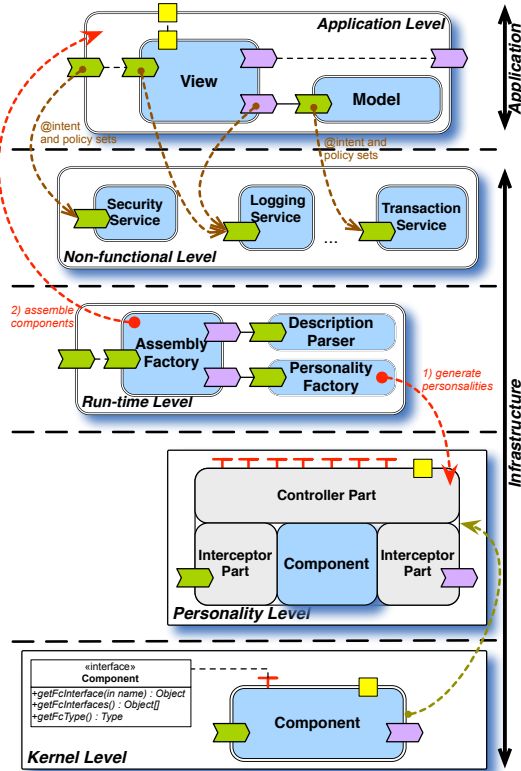 Application Level
Application
View
Model
@intent
and policy sets
@intent and
policy sets
Security
Service
Logging
Service
...
Transaction
Service
Non-functional Level
2) assemble
components
Assembly
Factory
Description
Parser
Personality
Factory
1) generate
personsalities
Run-time Level
Infrastructure
Controller Part
Interceptor
Part
Component
Interceptor
Part
Personality Level
«interface»
Component
+getFcInterface(in name) : Object
+getFcInterfaces() : Object[]
+getFcType() : Type
Component
Kernel Level